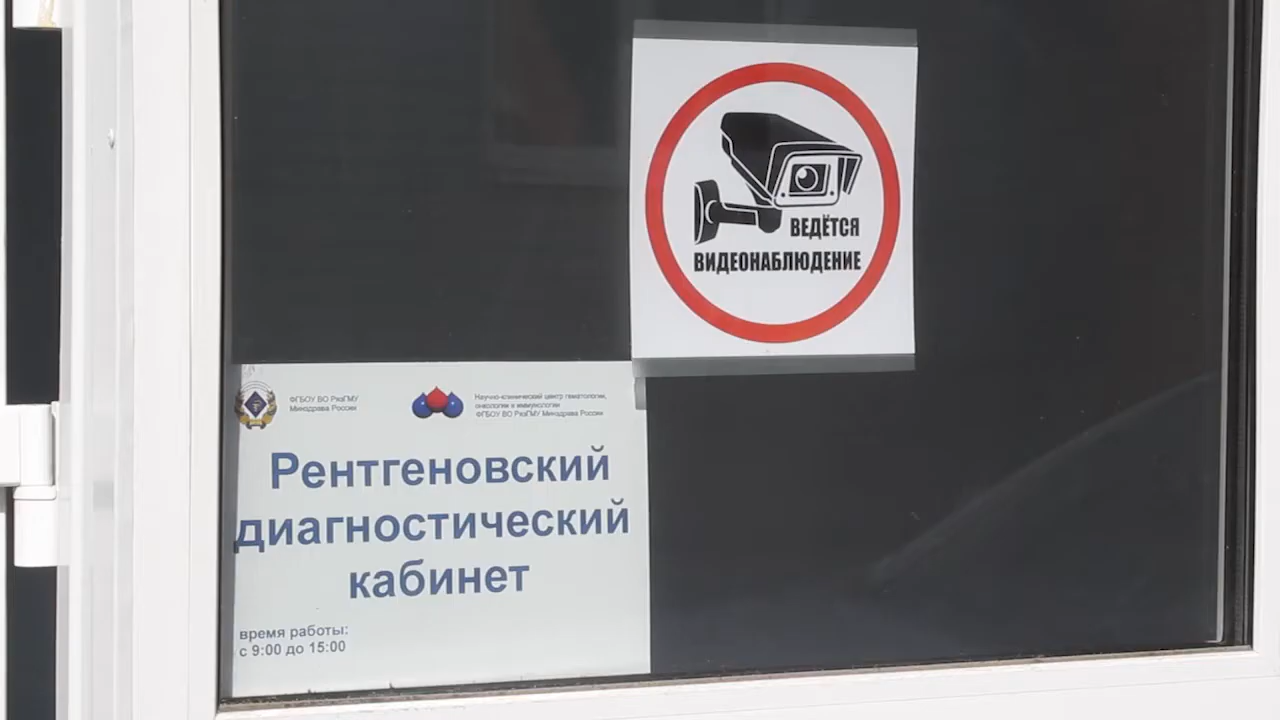 ВЕДЁТСЯ
ВИДЕОНАБЛЮДЕНИЕ
ФГБОУ ВО РязГМУ
Минздрава России
Научно-клинический центр гематологии,
онкологии и иммунологии
ФГБОУ ВО РязГМУ Минздрава России
Рентгеновский
диагностический
кабинет
время работы:
с 9:00 до 15:00